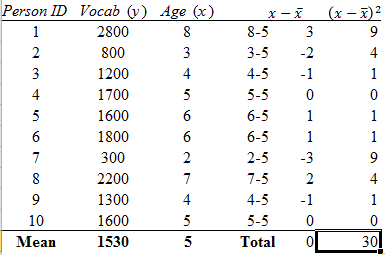 Person ID Vocab (y) Age (x) x − x̄ (x − x̄)²
1 2800 8 8-5 3 9
2 800 3 3-5 -2 4
3 1200 4 4-5 -1 1
4 1700 5 5-5 0 0
5 1600 6 6-5 1 1
6 1800 6 6-5 1 1
7 300 2 2-5 -3 9
8 2200 7 7-5 2 4
9 1300 4 4-5 -1 1
10 1600 5 5-5 0 0
Mean 1530 5 Total 0 30